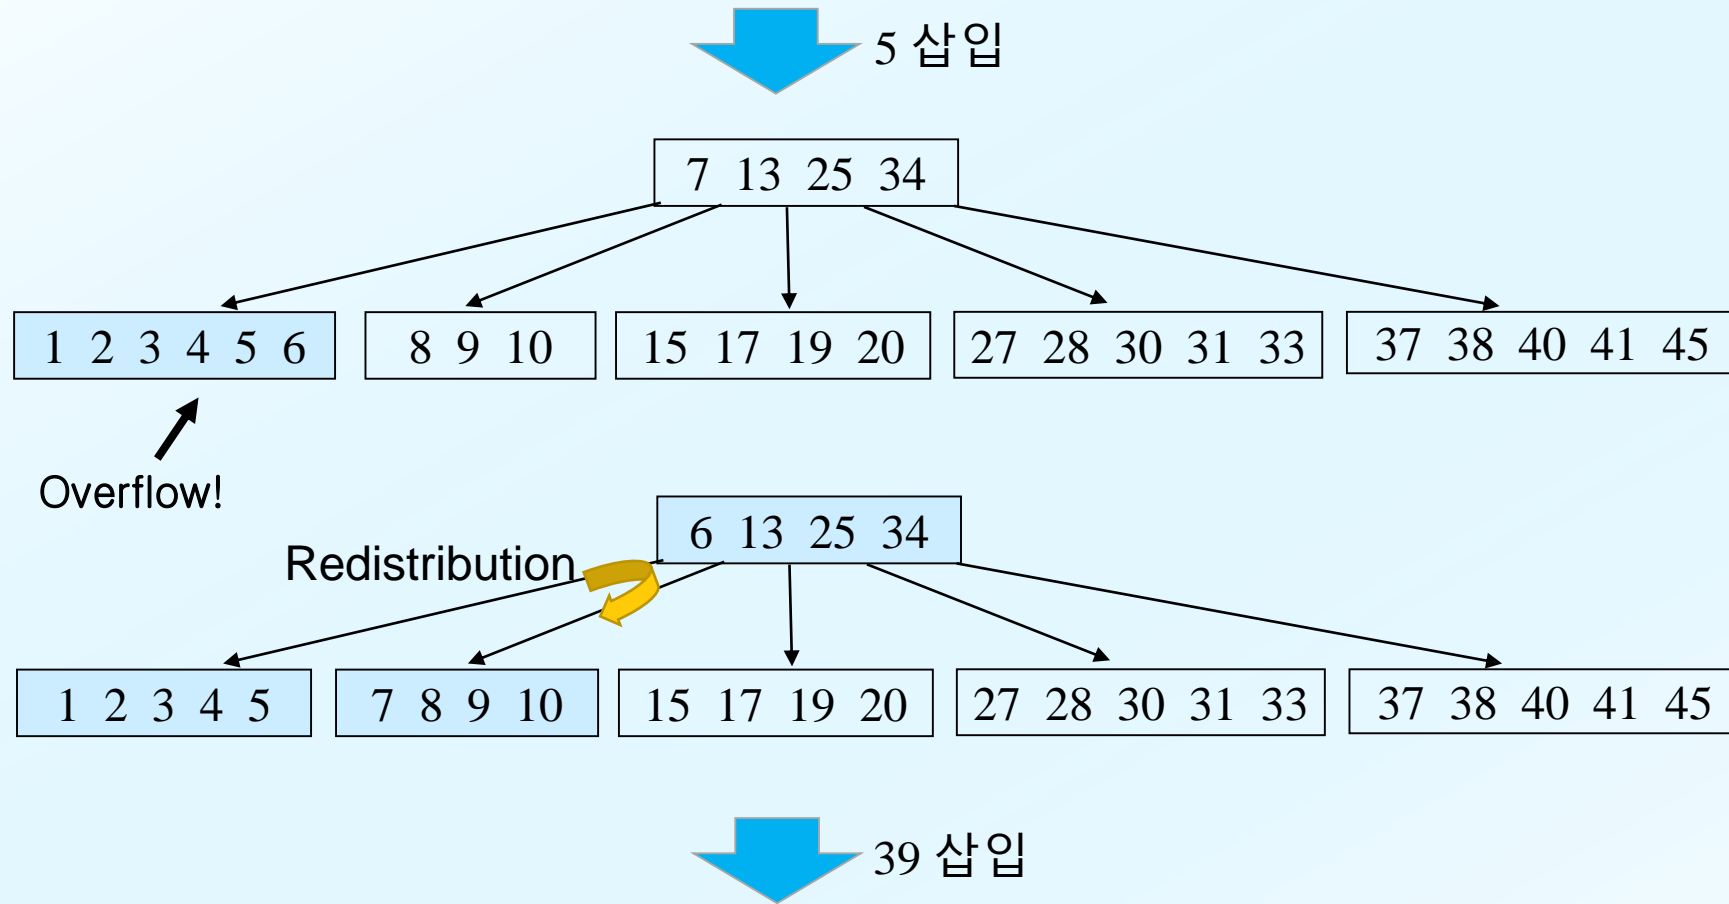 5 삽입
7 13 25 34
1 2 3 4 5 6
8 9 10
15 17 19 20
27 28 30 31 33
37 38 40 41 45
Overflow!
6 13 25 34
Redistribution
1 2 3 4 5
7 8 9 10
15 17 19 20
27 28 30 31 33
37 38 40 41 45
39 삽입